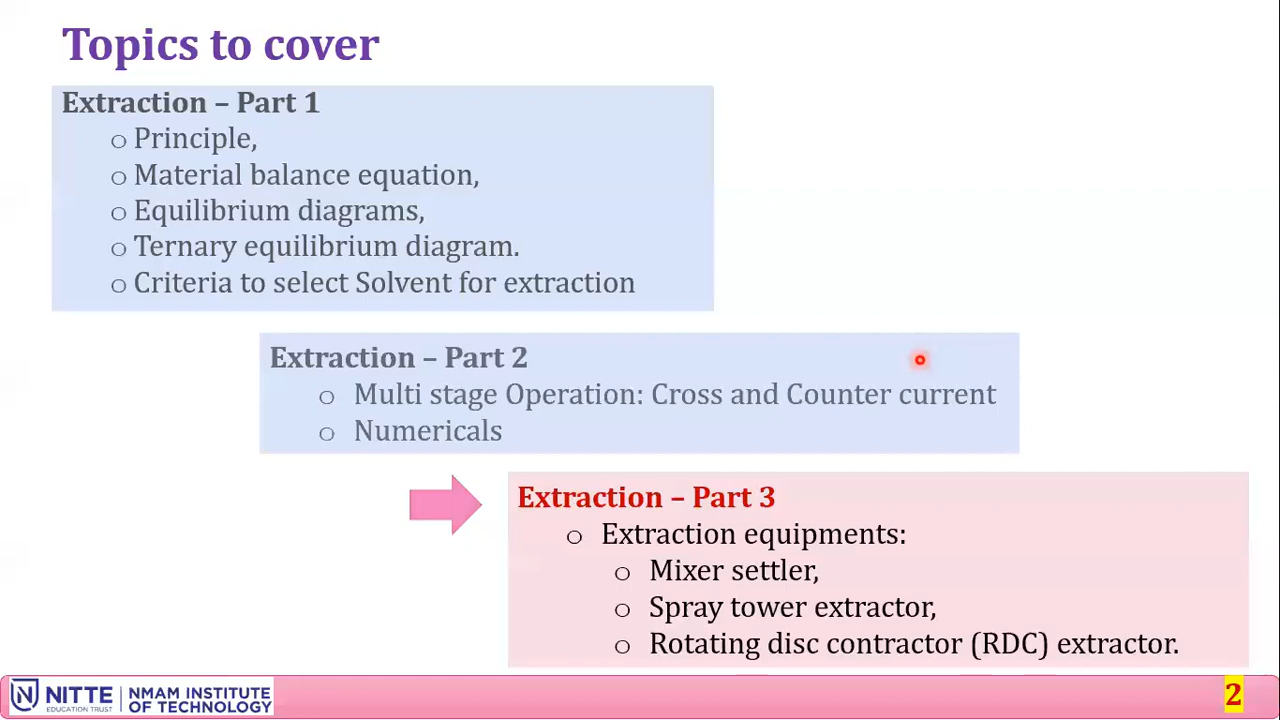 Topics to cover
Extraction – Part 1
o Principle,
o Material balance equation,
o Equilibrium diagrams,
o Ternary equilibrium diagram.
o Criteria to select Solvent for extraction
Extraction – Part 2
o Multi stage Operation: Cross and Counter current
o Numericals
Extraction – Part 3
o Extraction equipments:
o Mixer settler,
o Spray tower extractor,
o Rotating disc contractor (RDC) extractor.
NITTE
EDUCATION TRUST
NMAM INSTITUTE
OF TECHNOLOGY
2